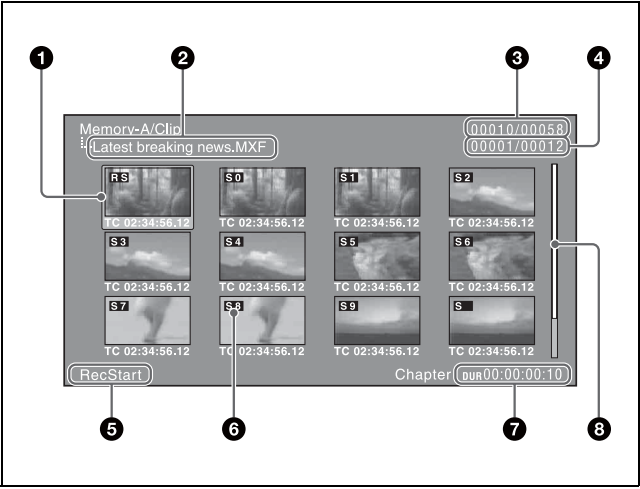 1 2 3 4
Memory-A/Clip 00010/00058
Latest breaking news.MXF 00001/00012
RS S0 S1 S2
TC 02:34:56.12 TC 02:34:56.12 TC 02:34:56.12 TC 02:34:56.12
S3 S4 S5 S6
TC 02:34:56.12 TC 02:34:56.12 TC 02:34:56.12 TC 02:34:56.12
S7 S8 S9 S
TC 02:34:56.12 TC 02:34:56.12 TC 02:34:56.12 TC 02:34:56.12
RecStart Chapter DUR00:00:00:10
5 6 7 8